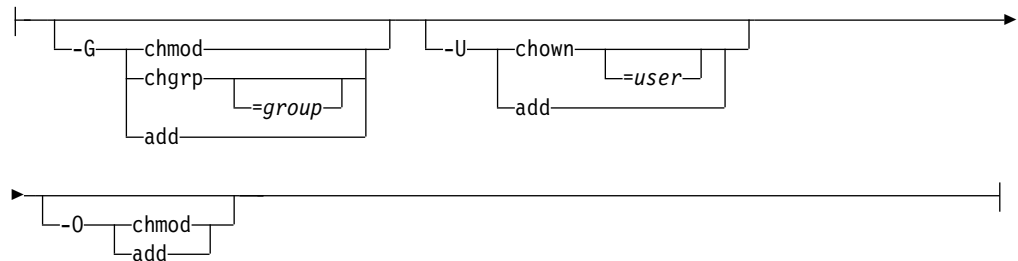 -G chmod -U chown
chgrp =user
=group add
add
-O chmod
add